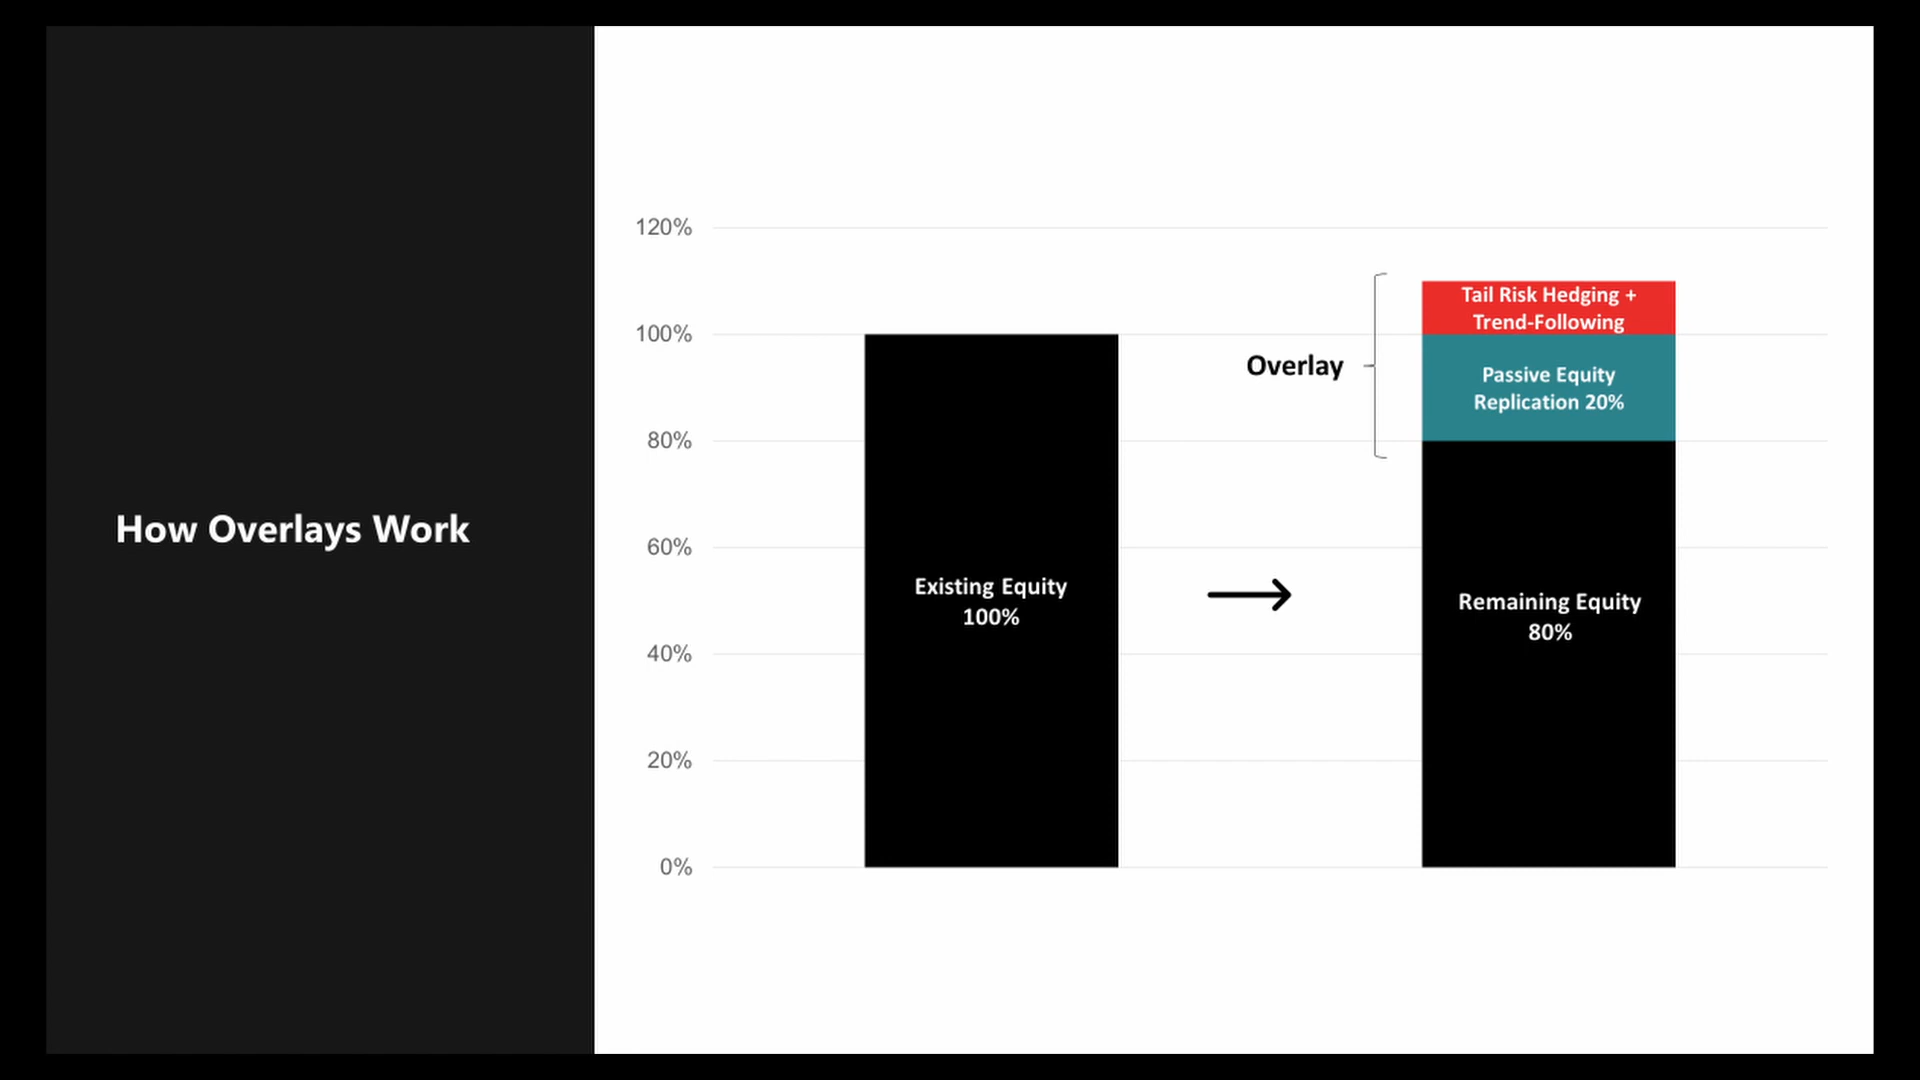 How Overlays Work
120%
100%
80%
60%
40%
20%
0%
Existing Equity
100%
Overlay
Tail Risk Hedging +
Trend-Following
Passive Equity
Replication 20%
Remaining Equity
80%